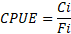 CPUE = Ci/Fi